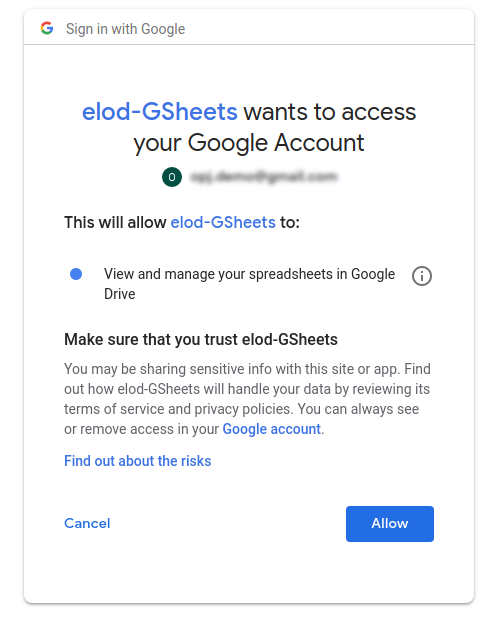 Sign in with Google
elod-GSheets wants to access
your Google Account
O
This will allow elod-GSheets to:
View and manage your spreadsheets in Google
Drive
Make sure that you trust elod-GSheets
You may be sharing sensitive info with this site or app. Find
out how elod-GSheets will handle your data by reviewing its
terms of service and privacy policies. You can always see
or remove access in your Google account.
Find out about the risks
Cancel
Allow